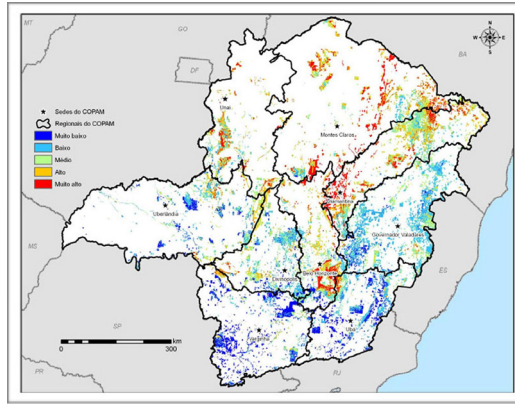 MT
GO
DF
BA
N
W
E
S
Sedes do COPAM
Regionais do COPAM
Muito baixo
Baixo
Médio
Alto
Muito alto
Unaí
Montes Claros
Diamantina
Uberlândia
Governador Valadares
Divinópolis
Belo Horizonte
Ubá
MS
ES
SP
0
300
km
PR
RJ